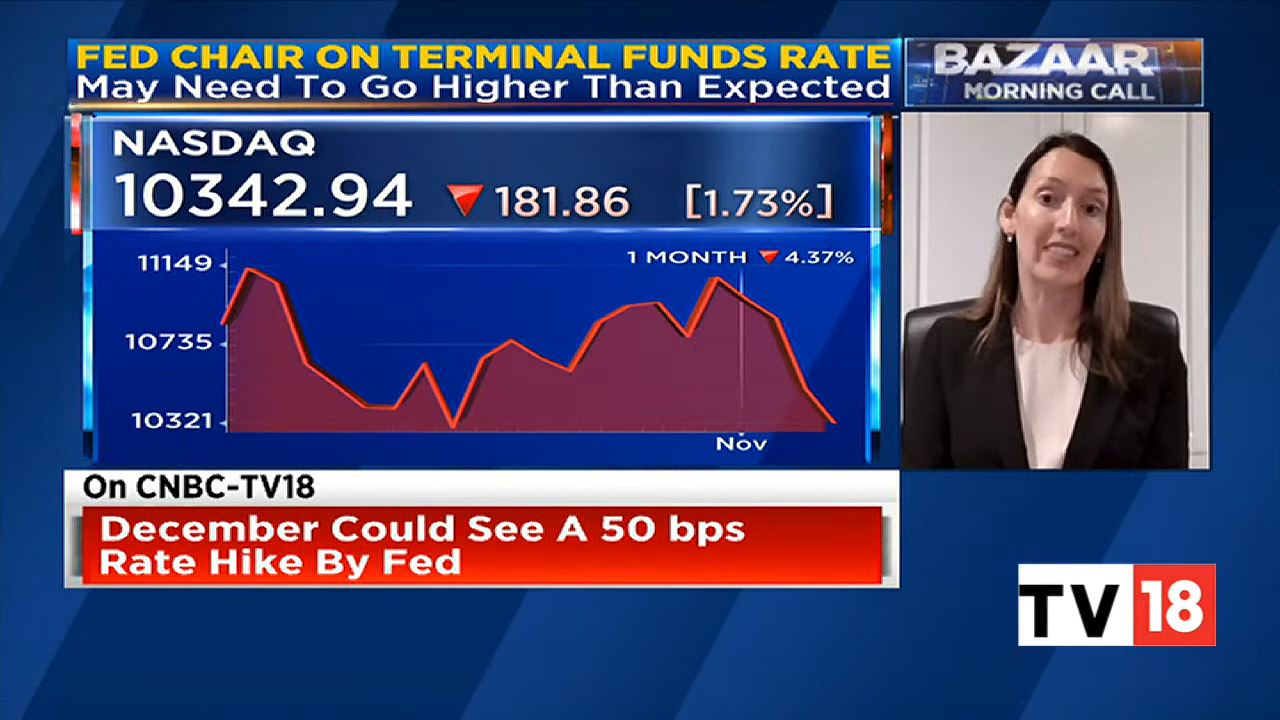 FED CHAIR ON TERMINAL FUNDS RATE
May Need To Go Higher Than Expected
BAZAAR
MORNING CALL
NASDAQ
10342.94 ▼ 181.86 [1.73%]
1 MONTH ▼ 4.37%
11149
10735
10321
Nov
On CNBC-TV18
December Could See A 50 bps
Rate Hike By Fed
TV18